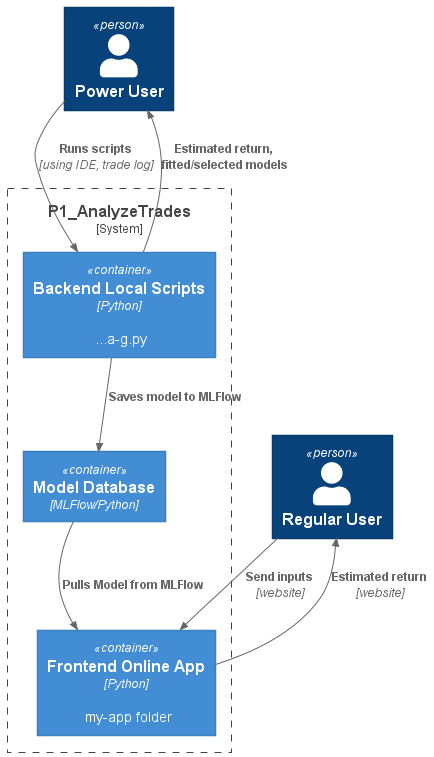 «person»
Power User
Runs scripts
[using IDE, trade log]
Estimated return,
fitted/selected models
P1_AnalyzeTrades
[System]
«container»
Backend Local Scripts
[Python]
...a-g.py
Saves model to MLFlow
«container»
Model Database
[MLFlow/Python]
«person»
Regular User
Pulls Model from MLFlow
Send inputs
[website]
Estimated return
[website]
«container»
Frontend Online App
[Python]
my-app folder